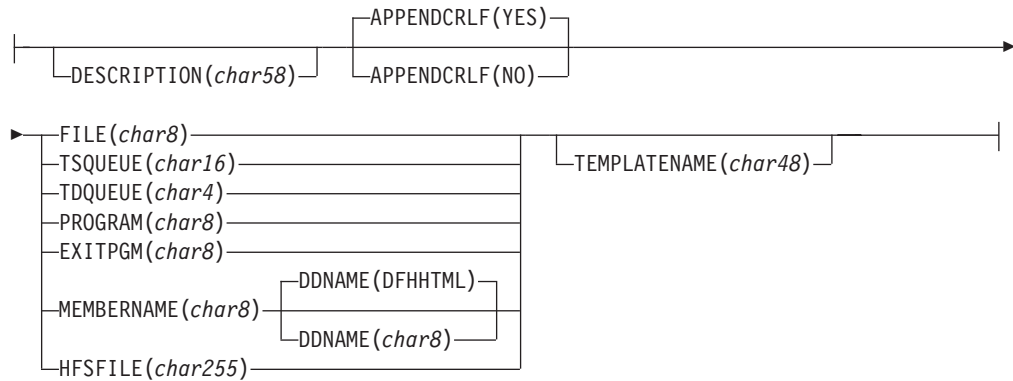 APPENDCRLF(YES)
DESCRIPTION(char58)
APPENDCRLF(NO)
FILE(char8)
TEMPLATENAME(char48)
TSQUEUE(char16)
TDQUEUE(char4)
PROGRAM(char8)
EXITPGM(char8)
DDNAME(DFHHTML)
MEMBERNAME(char8)
DDNAME(char8)
HFSFILE(char255)